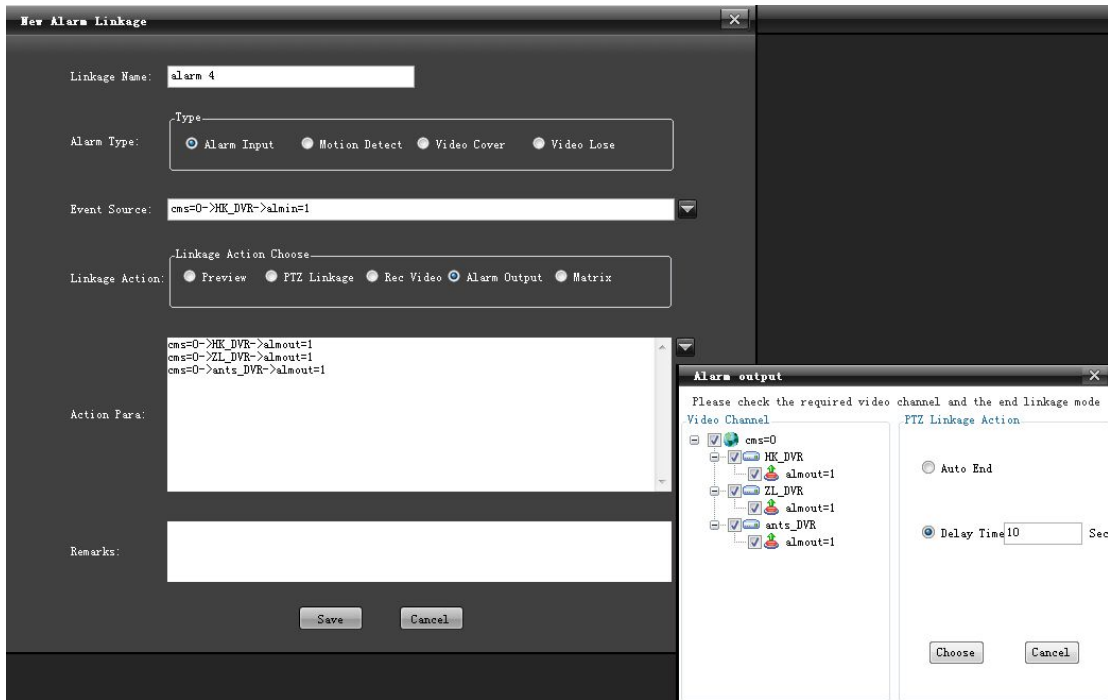 New Alarm Linkage
Linkage Name: alarm 4
Type
Alarm Type: Alarm Input Motion Detect Video Cover Video Lose
Event Source: cms=0->HK_DVR->almin=1
Linkage Action Choose
Linkage Action: Preview PTZ Linkage Rec Video Alarm Output Matrix
cms=0->HK_DVR->almout=1
cms=0->ZL_DVR->almout=1
cms=0->ants_DVR->almout=1
Action Para:
Remarks:
Save Cancel
Alarm output
Please check the required video channel and the end linkage mode
Video Channel
cms=0
HK_DVR
almout=1
ZL_DVR
almout=1
ants_DVR
almout=1
PTZ Linkage Action
Auto End
Delay Time 10 Sec
Choose Cancel